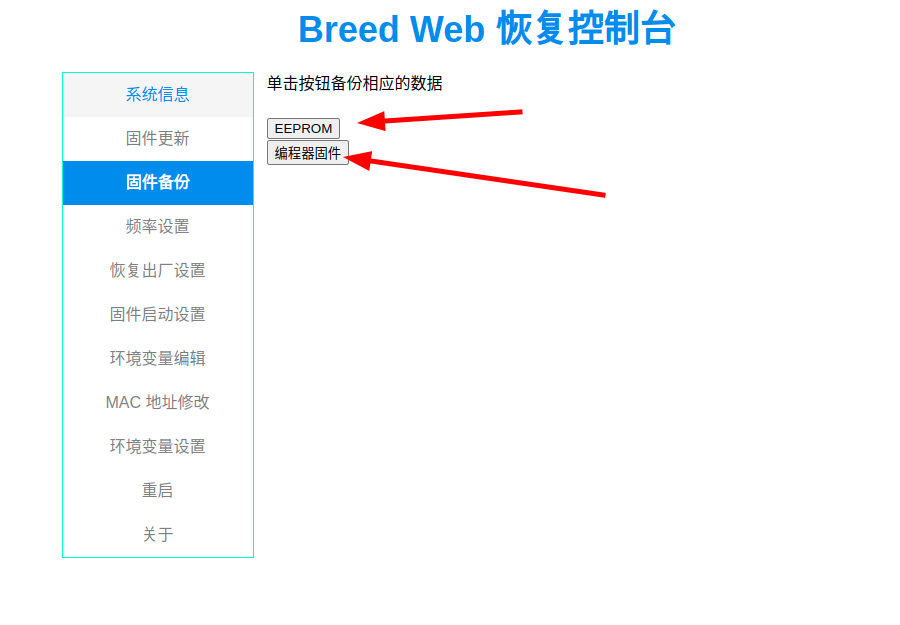 Breed Web 恢复控制台
系统信息
固件更新
固件备份
频率设置
恢复出厂设置
固件启动设置
环境变量编辑
MAC 地址修改
环境变量设置
重启
关于
单击按钮备份相应的数据
EEPROM
编程器固件